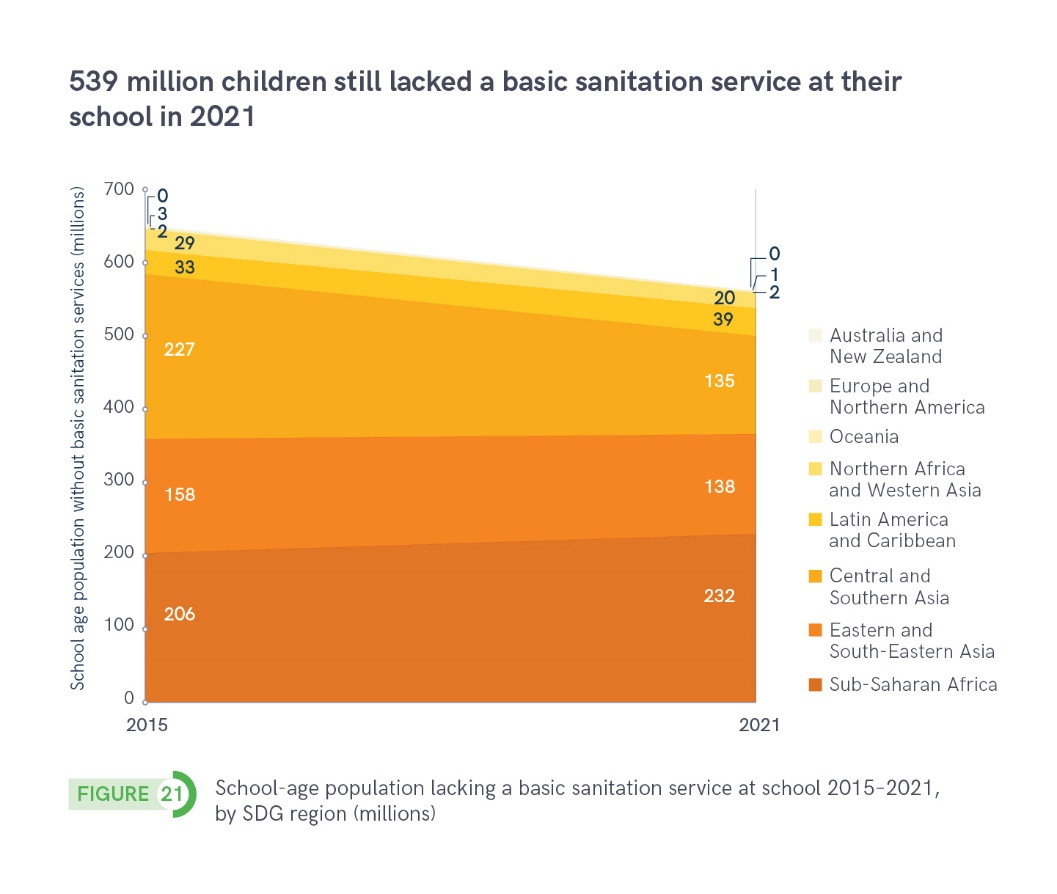 539 million children still lacked a basic sanitation service at their
school in 2021
School age population without basic sanitation services (millions)
700
600
500
400
300
200
100
0
0
3
2
29
33
227
158
206
0
1
2
20
39
135
138
232
2015
2021
Australia and
New Zealand
Europe and
Northern America
Oceania
Northern Africa
and Western Asia
Latin America
and Caribbean
Central and
Southern Asia
Eastern and
South-Eastern Asia
Sub-Saharan Africa
FIGURE 21
School-age population lacking a basic sanitation service at school 2015–2021,
by SDG region (millions)